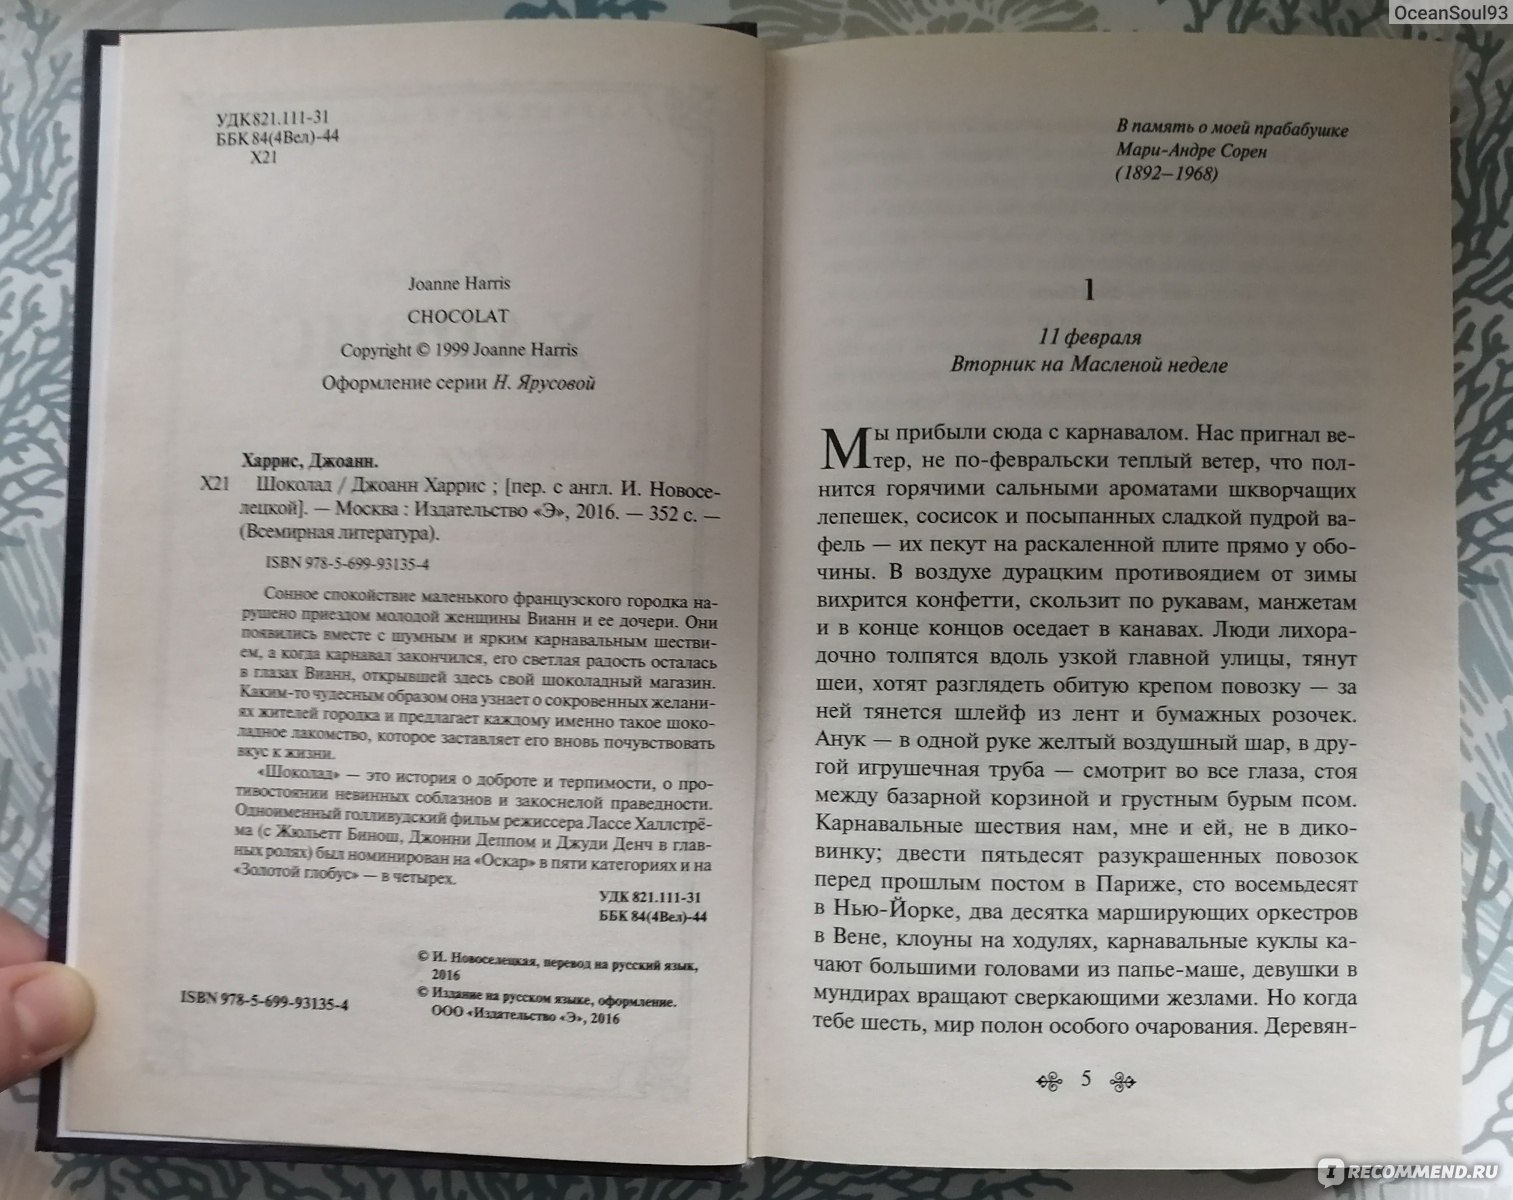 OceanSoul93
УДК 821.111-31
ББК 84(4Вел)-44
Х21
Joanne Harris
CHOCOLAT
Copyright © 1999 Joanne Harris
Оформление серии Н. Ярусовой
Харрис, Джоанн.
Х21 Шоколад / Джоанн Харрис ; [пер. с англ. И. Новосе-
лецкой]. — Москва : Издательство «Э», 2016. — 352 с. —
(Всемирная литература).
ISBN 978-5-699-93135-4
Сонное спокойствие маленького французского городка на-
рушено приездом молодой женщины Вианн и ее дочери. Они
появились вместе с шумным и ярким карнавальным шестви-
ем, а когда карнавал закончился, его светлая радость осталась
в глазах Вианн, открывшей здесь свой шоколадный магазин.
Каким-то чудесным образом она узнает о сокровенных желани-
ях жителей городка и предлагает каждому именно такое шоко-
ладное лакомство, которое заставляет его вновь почувствовать
вкус к жизни.
«Шоколад» — это история о доброте и терпимости, о про-
тивостоянии невинных соблазнов и закоснелой праведности.
Одноименный голливудский фильм режиссера Лассе Халлстрё-
ма (с Жюльетт Бинош, Джонни Деппом и Джуди Денч в глав-
ных ролях) был номинирован на «Оскар» в пяти категориях и на
«Золотой глобус» — в четырех.
УДК 821.111-31
ББК 84(4Вел)-44
© И. Новоселецкая, перевод на русский язык,
2016
© Издание на русском языке, оформление.
ООО «Издательство «Э», 2016
ISBN 978-5-699-93135-4
В память о моей прабабушке
Мари-Андре Сорен
(1892–1968)
1
11 февраля
Вторник на Масленой неделе
Мы прибыли сюда с карнавалом. Нас пригнал ве-
тер, не по-февральски теплый ветер, что пол-
нится горячими сальными ароматами шкворчащих
лепешек, сосисок и посыпанных сладкой пудрой ва-
фель — их пекут на раскаленной плите прямо у обо-
чины. В воздухе дурацким противоядием от зимы
вихрится конфетти, скользит по рукавам, манжетам
и в конце концов оседает в канавах. Люди лихора-
дочно толпятся вдоль узкой главной улицы, тянут
шеи, хотят разглядеть обитую крепом повозку — за
ней тянется шлейф из лент и бумажных розочек.
Анук — в одной руке желтый воздушный шар, в дру-
гой игрушечная труба — смотрит во все глаза, стоя
между базарной корзиной и грустным бурым псом.
Карнавальные шествия нам, мне и ей, не в дико-
винку; двести пятьдесят разукрашенных повозок
перед прошлым постом в Париже, сто восемьдесят
в Нью-Йорке, два десятка марширующих оркестров
в Вене, клоуны на ходулях, карнавальные куклы ка-
чают большими головами из папье-маше, девушки в
мундирах вращают сверкающими жезлами. Но когда
тебе шесть, мир полон особого очарования. Деревян-
5
IRECOMMEND.RU